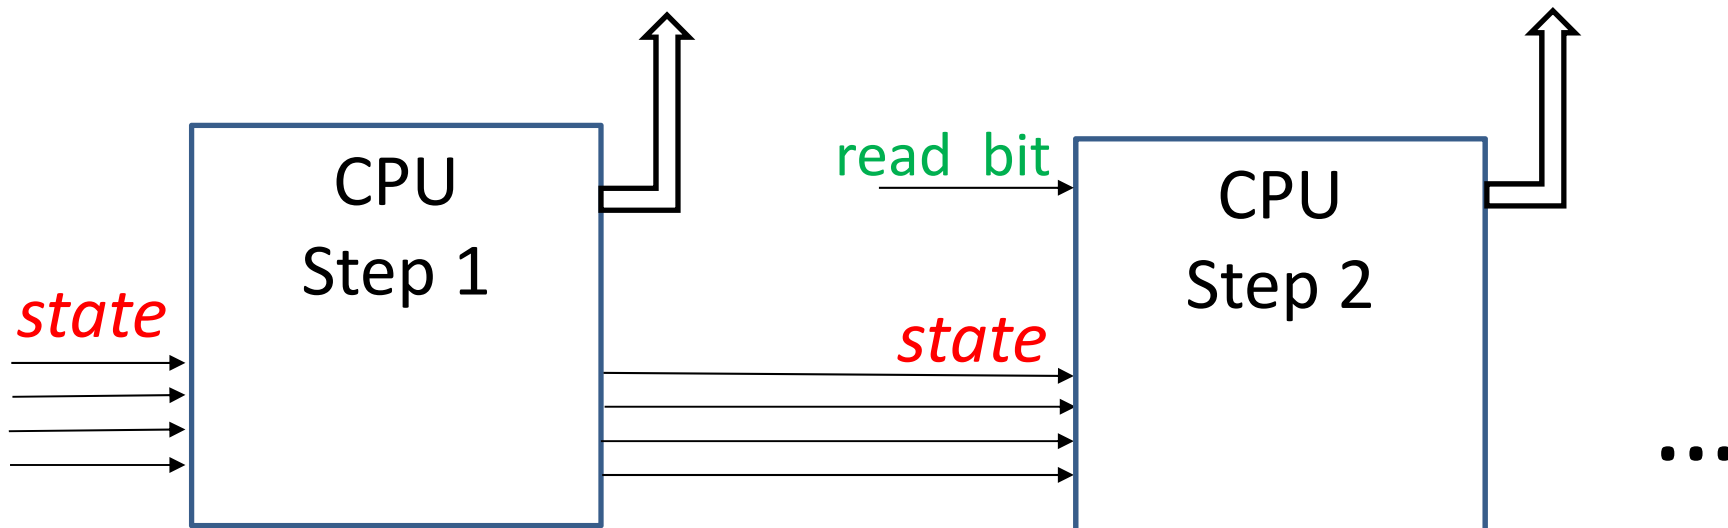 CPU
Step 1
state
read bit
CPU
Step 2
state
...